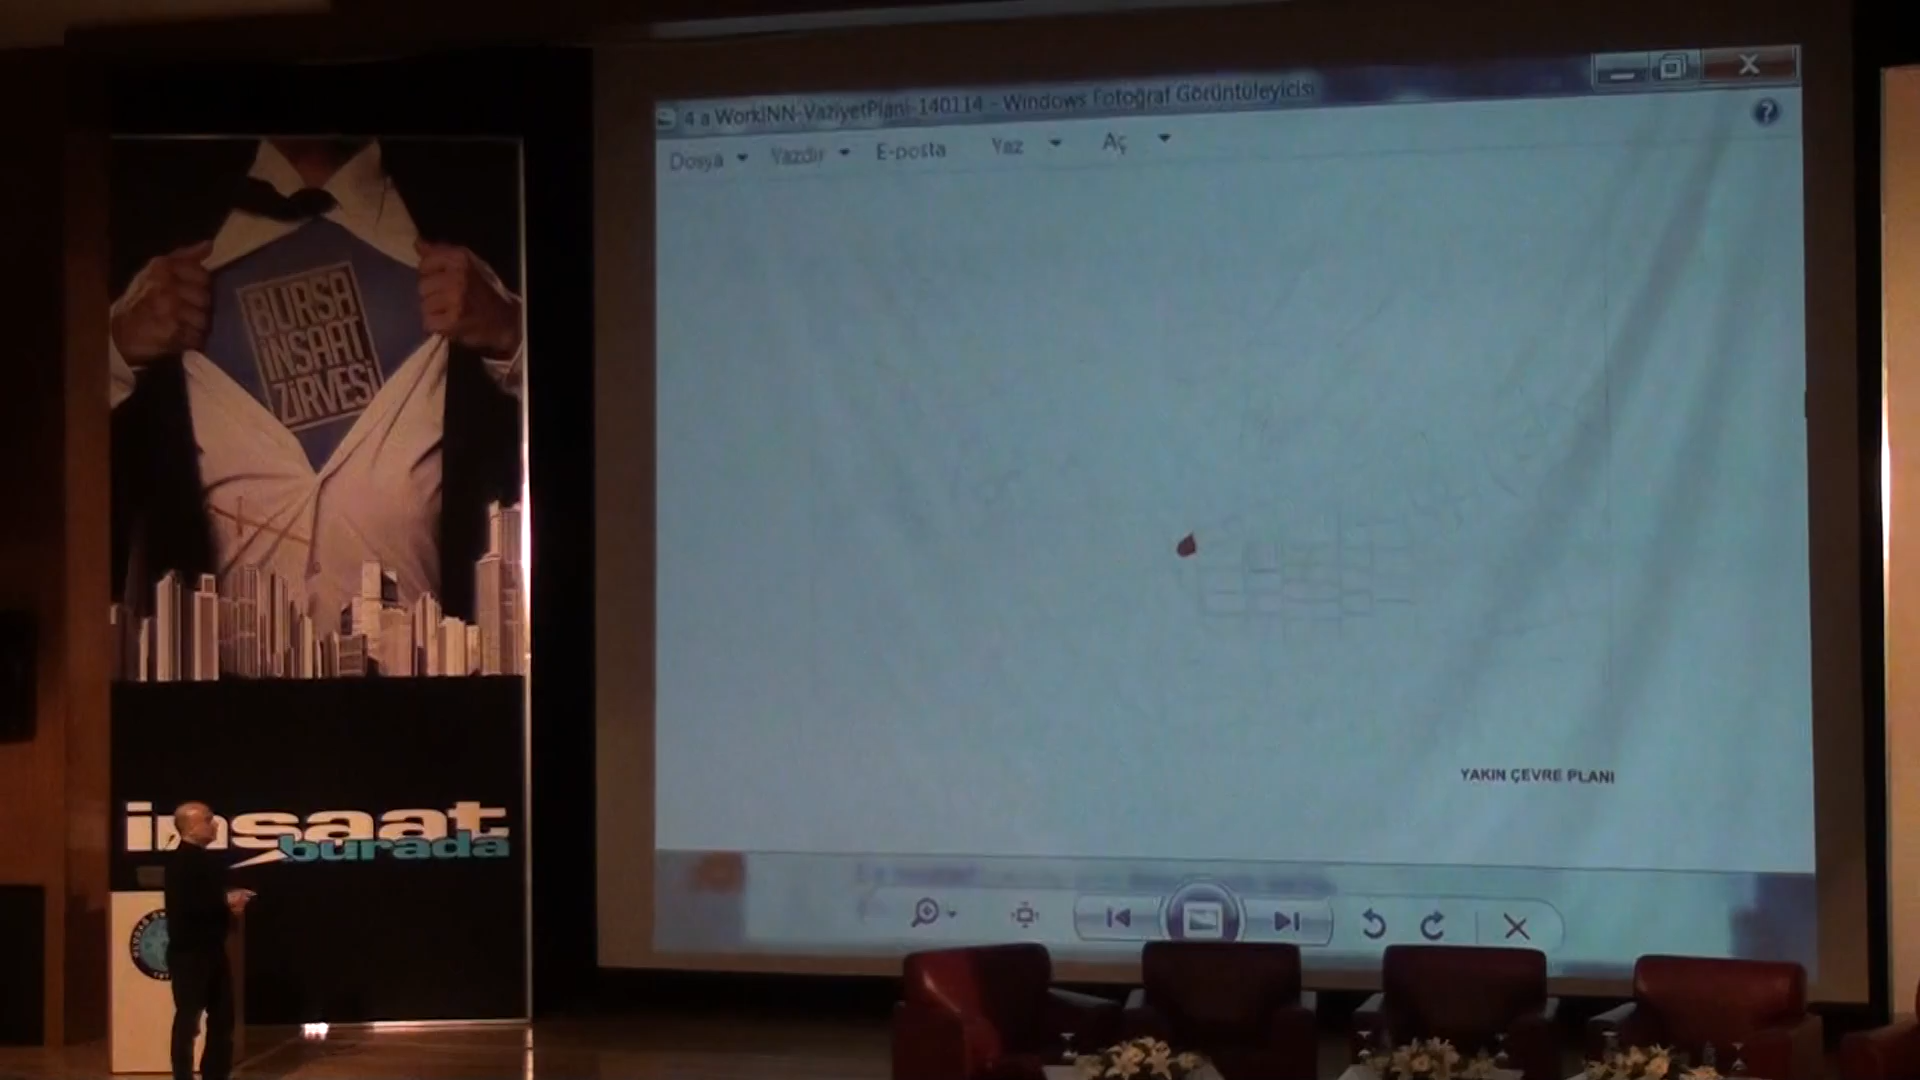 BURSA
İNŞAAT
ZİRVESİ
inşaat
burada
4 a WorkINN-VaziyetPlani-140114 - Windows Fotoğraf Görüntüleyicisi
Dosya
Yazdır
E-posta
Yaz
Aç
YAKIN ÇEVRE PLANI